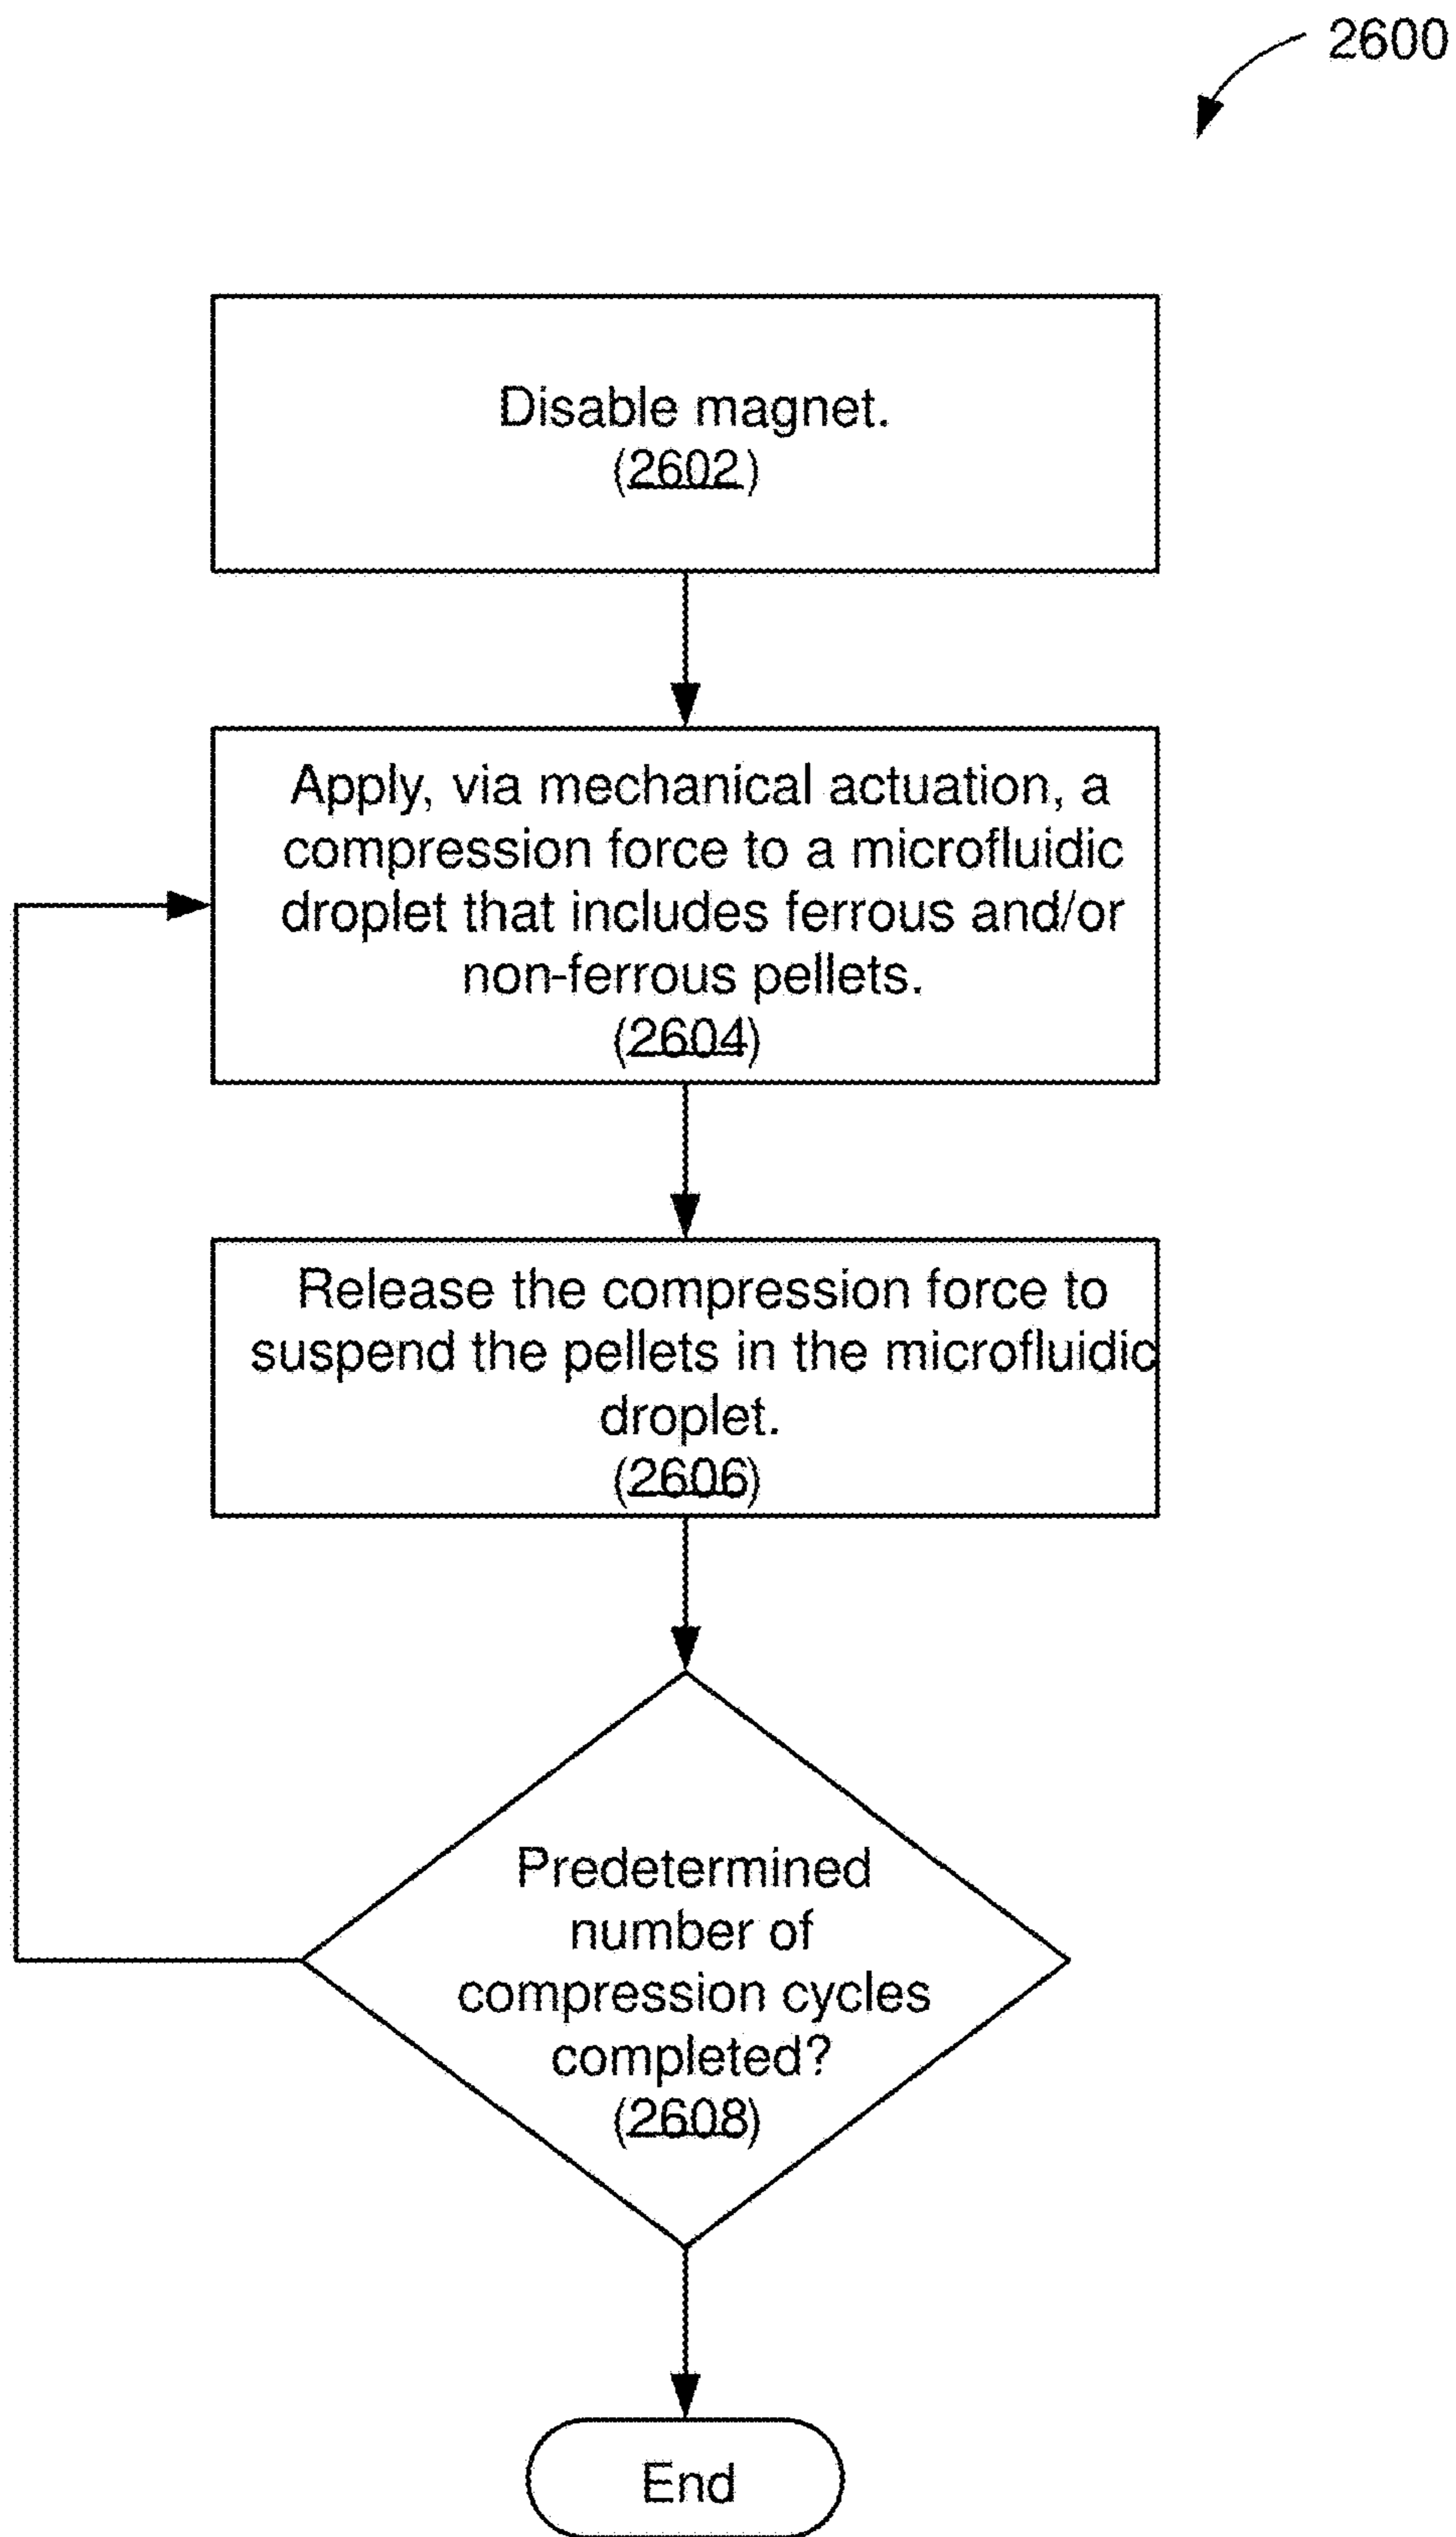 2600
Disable magnet.
(2602)
Apply, via mechanical actuation, a
compression force to a microfluidic
droplet that includes ferrous and/or
non-ferrous pellets.
(2604)
Release the compression force to
suspend the pellets in the microfluidic
droplet.
(2606)
Predetermined
number of
compression cycles
completed?
(2608)
End